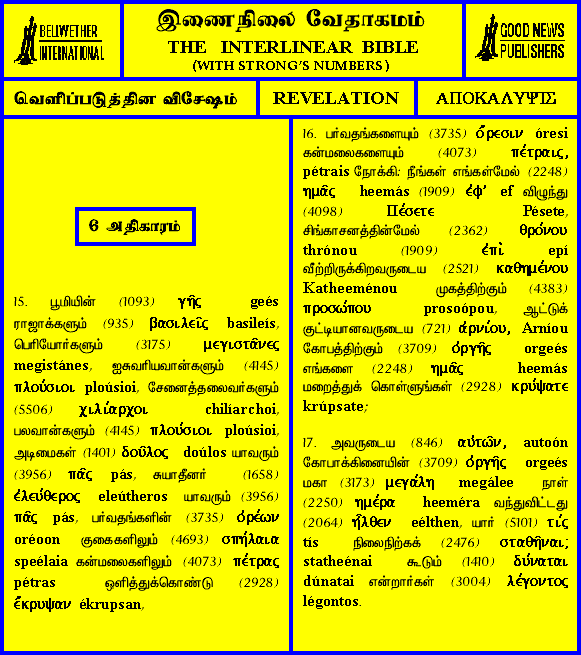 BELLWETHER
INTERNATIONAL
இணைநிலை வேதாகமம்
THE INTERLINEAR BIBLE
(WITH STRONG'S NUMBERS)
GOOD NEWS
PUBLISHERS
வெளிப்படுத்தின விசேஷம்
REVELATION
ΑΠΟΚΑΛΥΨΙΣ
6 அதிகாரம்
15. பூமியின் (1093) γῆς geés
ராஜாக்களும் (935) βασιλεῖς basileís,
பெரியோர்களும் (3175) μεγιστᾶνες
megistánes, ஐசுவரியவான்களும் (4145)
πλούσιοι ploúsioi, சேனைத்தலைவர்களும்
(5506) χιλίαρχοι chilíarchoi,
பலவான்களும் (4145) πλούσιοι ploúsioi,
அடிமைகள் (1401) δοῦλος doúlos யாவரும்
(3956) πᾶς pás, சுயாதீனர் (1658)
ἐλεύθερος eleútheros யாவரும் (3956)
πᾶς pás, பர்வதங்களின் (3735) ὀρέων
oréoon குகைகளிலும் (4693) σπήλαια
speélaia கன்மலைகளிலும் (4073) πέτρας
pétras ஒளித்துக்கொண்டு (2928)
ἔκρυψαν ékrupsan,
16. பர்வதங்களையும் (3735) ὄρεσιν óresi
கன்மலைகளையும் (4073) πέτραις,
pétrais நோக்கி: நீங்கள் எங்கள்மேல் (2248)
ημᾶς heemás (1909) ἐφ' ef விழுந்து
(4098) Πέσετε Pésete,
சிங்காசனத்தின்மேல் (2362) θρόνου
thrónou (1909) ἐπὶ epí
வீற்றிருக்கிறவருடைய (2521) καθημένου
Katheeménou முகத்திற்கும் (4383)
προσώπου prosoópou, ஆட்டுக்
குட்டியானவருடைய (721) ἀρνίου, Arníou
கோபத்திற்கும் (3709) ὀργῆς orgeés
எங்களை (2248) ημᾶς heemás
மறைத்துக் கொள்ளுங்கள் (2928) κρύψατε
krúpsate;
17. அவருடைய (846) αὐτῶν, autoón
கோபாக்கினையின் (3709) ὀργῆς orgeés
மகா (3173) μεγάλη megálee நாள்
(2250) ημέρα heeméra வந்துவிட்டது
(2064) ἦλθεν eélthen, யார் (5101) τίς
tís நிலைநிற்கக் (2476) σταθῆναι;
statheénai கூடும் (1410) δύναται
dúnatai என்றார்கள் (3004) λέγοντος
légontos.